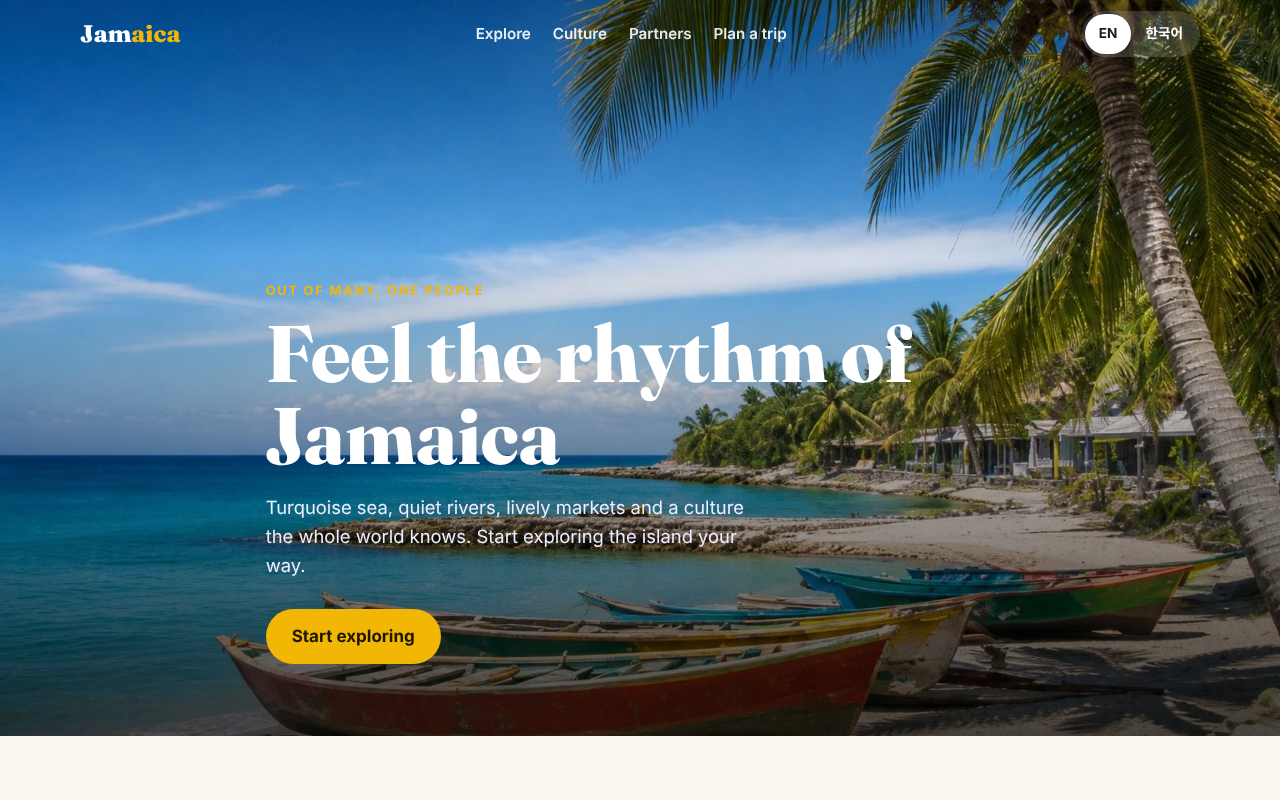 Jamaica
Explore Culture Partners Plan a trip
EN 한국어
OUT OF MANY, ONE PEOPLE
Feel the rhythm of
Jamaica
Turquoise sea, quiet rivers, lively markets and a culture
the whole world knows. Start exploring the island your
way.
Start exploring